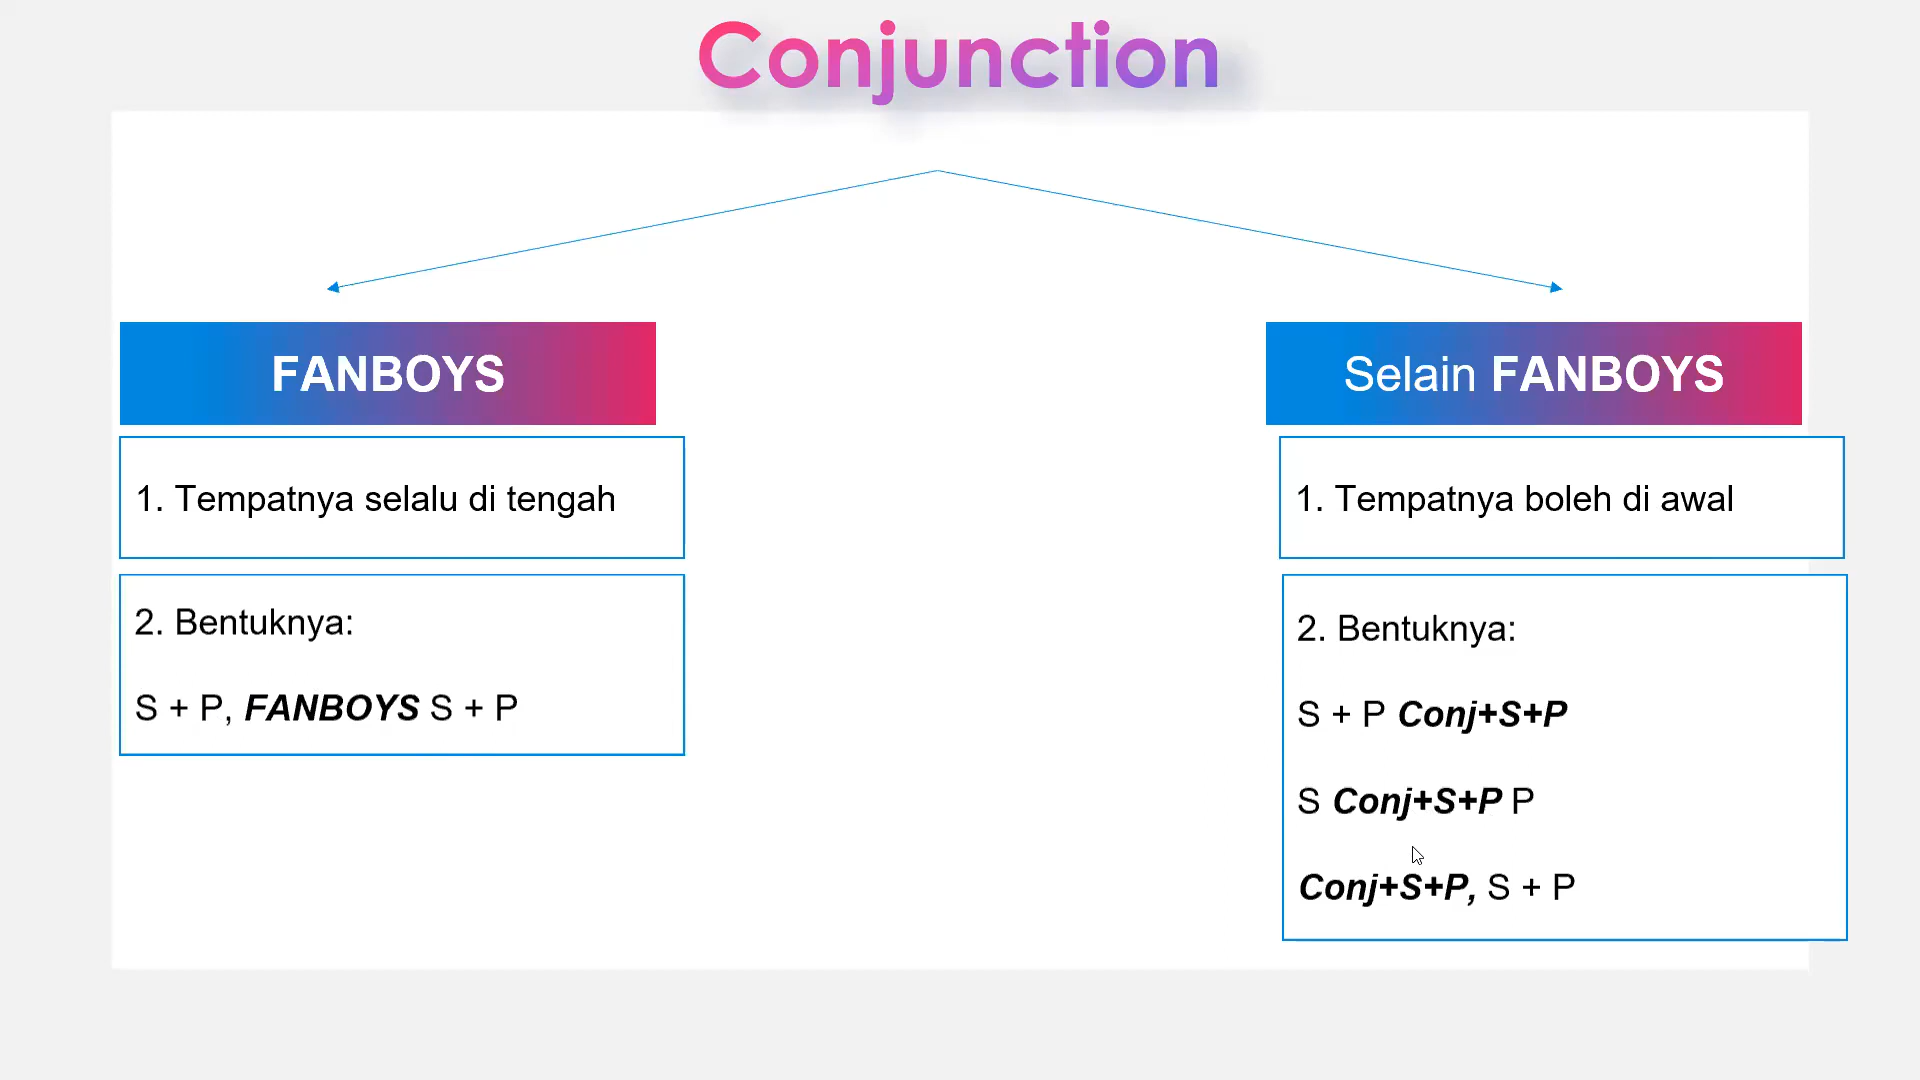 Conjunction
FANBOYS
1. Tempatnya selalu di tengah
2. Bentuknya:
S + P, FANBOYS S + P
Selain FANBOYS
1. Tempatnya boleh di awal
2. Bentuknya:
S + P Conj+S+P
S Conj+S+P P
Conj+S+P, S + P